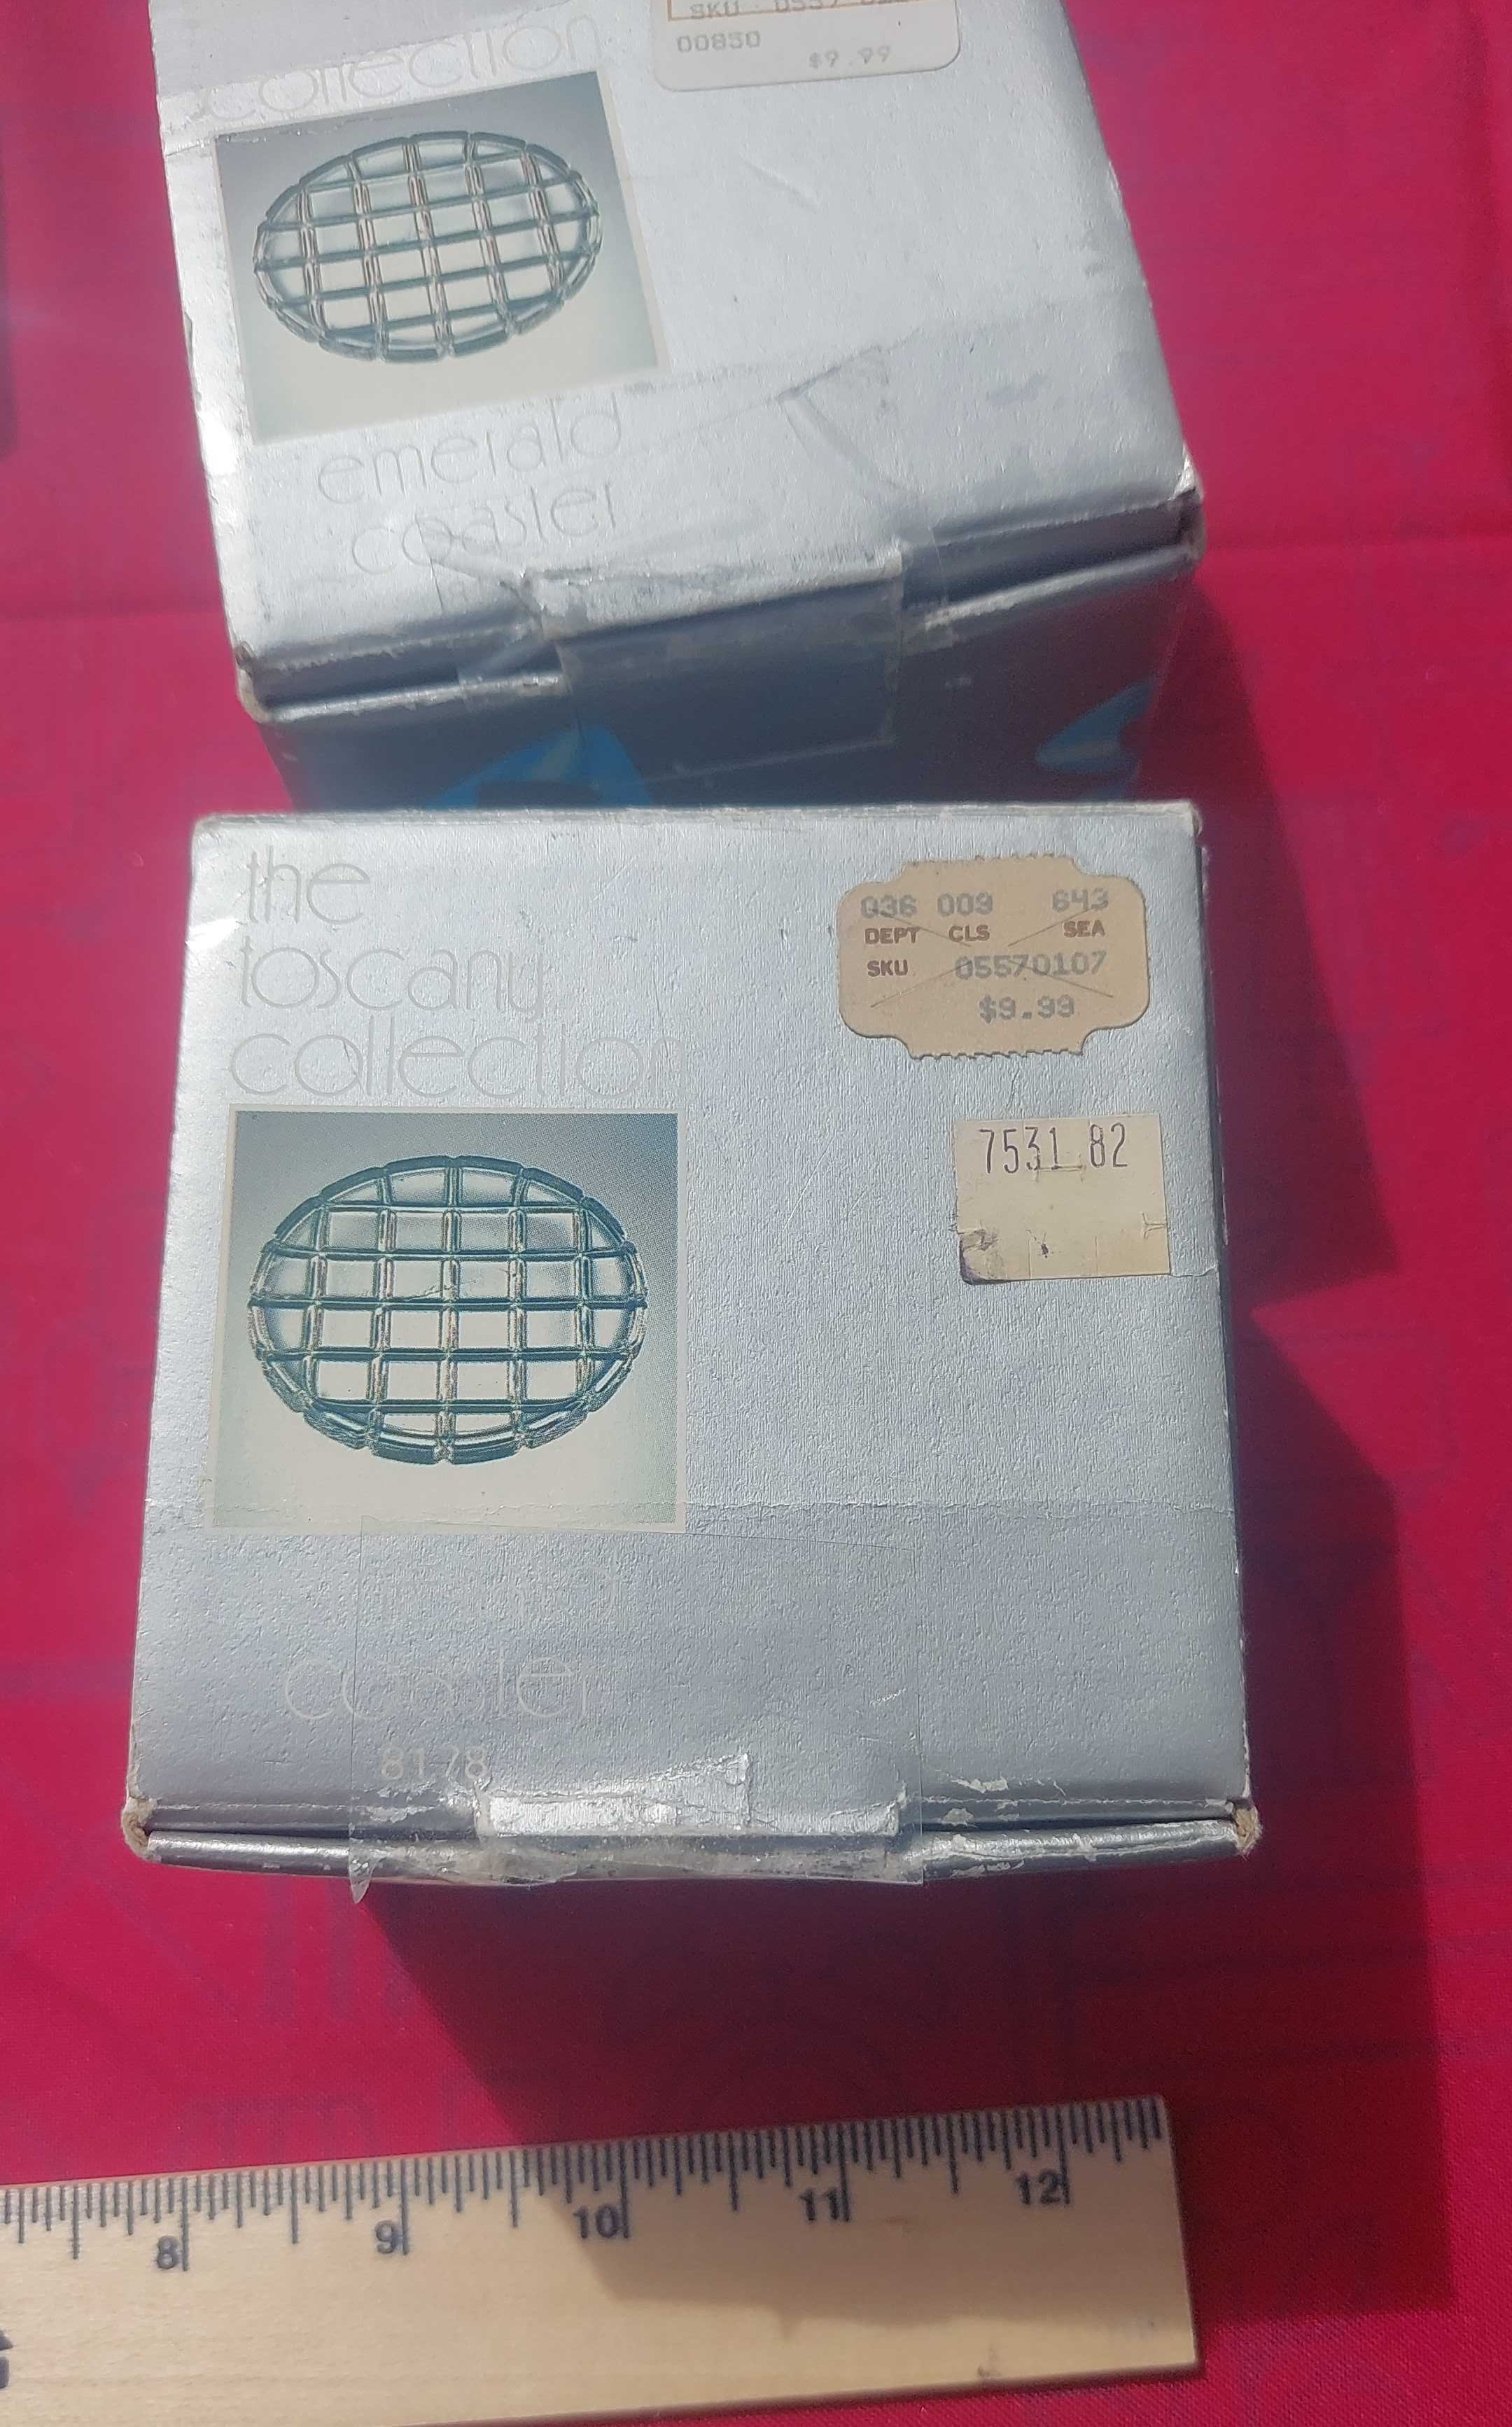 collection
00850
$9.99
emerald
coaster
the
toscany
collection
036 009 643
DEPT CLS SEA
SKU 05570107
$9.99
7531 82
coaster
8178
8 9 10 11 12